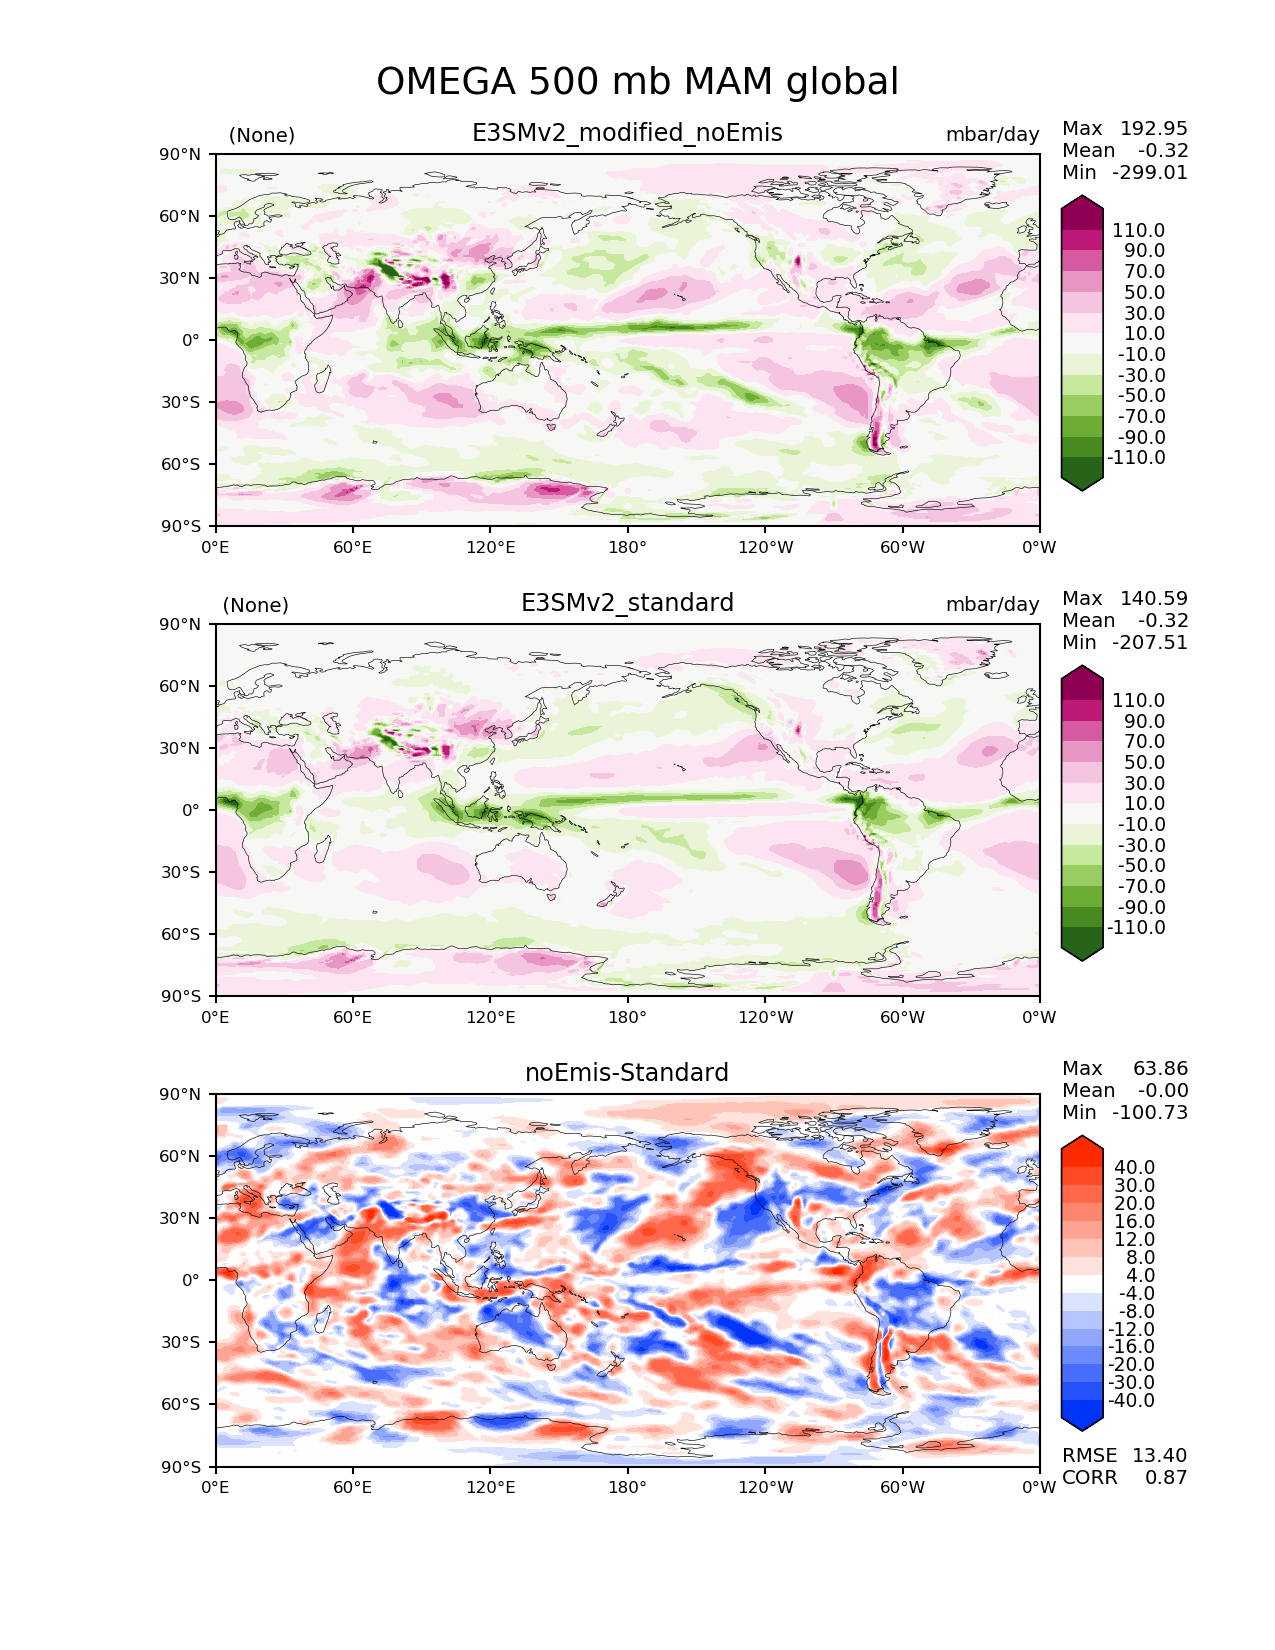 OMEGA 500 mb MAM global
(None) E3SMv2_modified_noEmis mbar/day
Max 192.95
Mean -0.32
Min -299.01
90°N
60°N
30°N
0°
30°S
60°S
90°S
0°E 60°E 120°E 180° 120°W 60°W 0°W
110.0
90.0
70.0
50.0
30.0
10.0
-10.0
-30.0
-50.0
-70.0
-90.0
-110.0
(None) E3SMv2_standard mbar/day
Max 140.59
Mean -0.32
Min -207.51
90°N
60°N
30°N
0°
30°S
60°S
90°S
0°E 60°E 120°E 180° 120°W 60°W 0°W
110.0
90.0
70.0
50.0
30.0
10.0
-10.0
-30.0
-50.0
-70.0
-90.0
-110.0
noEmis-Standard
Max 63.86
Mean -0.00
Min -100.73
90°N
60°N
30°N
0°
30°S
60°S
90°S
0°E 60°E 120°E 180° 120°W 60°W 0°W
40.0
30.0
20.0
16.0
12.0
8.0
4.0
-4.0
-8.0
-12.0
-16.0
-20.0
-30.0
-40.0
RMSE 13.40
CORR 0.87